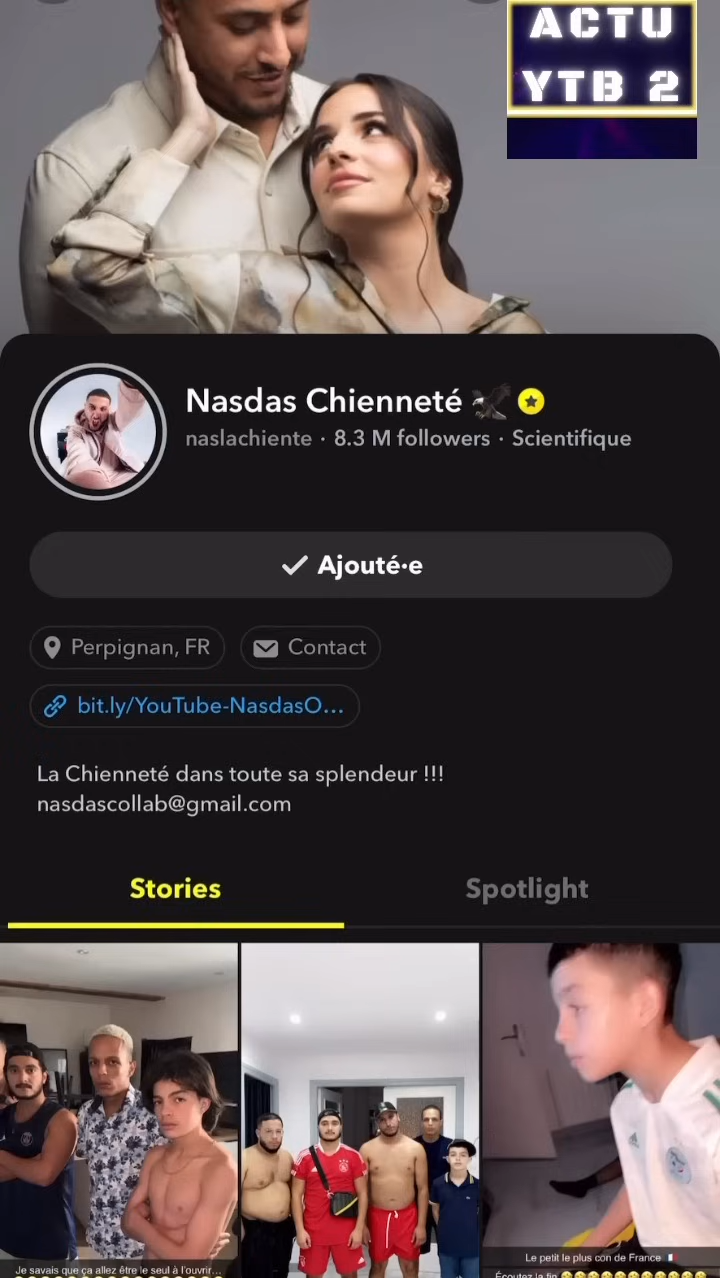 ACTU
YTB 2
Nasdas Chienneté
naslachiente · 8.3 M followers · Scientifique
Ajouté·e
Perpignan, FR
Contact
bit.ly/YouTube-NasdasO...
La Chienneté dans toute sa splendeur !!!
nasdascollab@gmail.com
Stories
Spotlight
Je savais que ça allez être le seul à l'ouvrir...
Le petit le plus con de France
Écoutez la fin